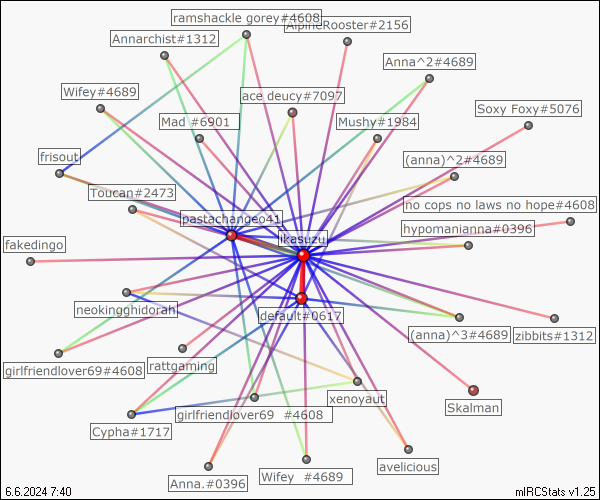 ramshackle gorey#4608
AlpineRooster#2156
Annarchist#1312
Anna^2#4689
Wifey#4689
ace deucy#7097
Soxy Foxy#5076
Mad #6901
Mushy#1984
frisout
(anna)^2#4689
Toucan#2473
no cops no laws no hope#4608
pastachangeo41
hypomanianna#0396
ikasuzu
fakedingo
neokingghidorah
default#0617
(anna)^3#4689
zibbits#1312
girlfriendlover69#4608
rattgaming
xenoyaut
Skalman
girlfriendlover69 #4608
Cypha#1717
avelicious
Anna.#0396
Wifey #4689
6.6.2024 7:40
mIRCStats v1.25